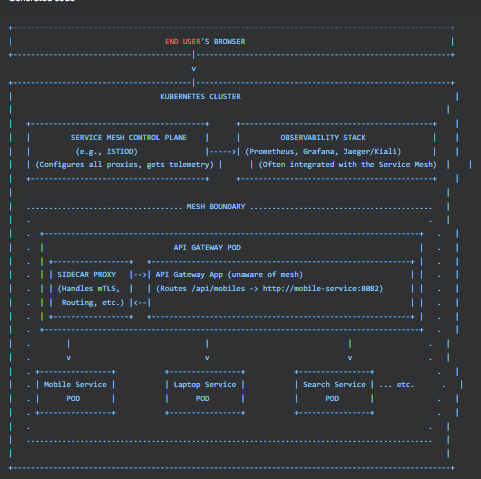 END USER'S BROWSER
v
KUBERNETES CLUSTER
SERVICE MESH CONTROL PLANE OBSERVABILITY STACK
(e.g., ISTIOD) ----->| (Prometheus, Grafana, Jaeger/Kiali)
(Configures all proxies, gets telemetry) | | (Often integrated with the Service Mesh)
MESH BOUNDARY
API GATEWAY POD
SIDECAR PROXY |-->| API Gateway App (unaware of mesh)
(Handles mTLS, | | (Routes /api/mobiles -> http://mobile-service:8082)
Routing, etc.) |<--|
v v v
| Mobile Service | | Laptop Service | | Search Service | ... etc.
| POD | | POD | | POD |